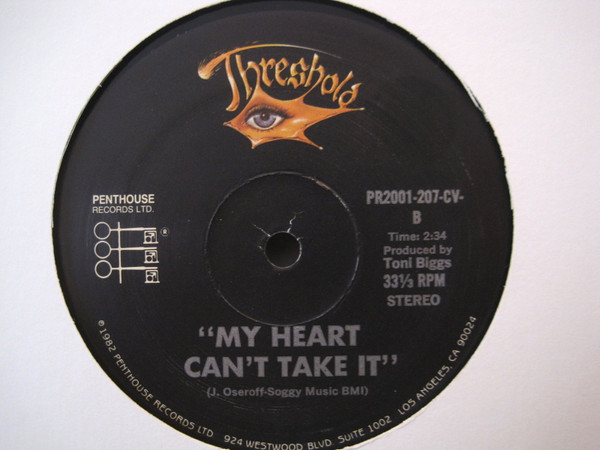 Threshold
PENTHOUSE
RECORDS LTD.
®
PR2001-207-CV-
B
Time: 2:34
Produced by
Toni Biggs
33⅓ RPM
STEREO
"MY HEART
CAN'T TAKE IT"
(J. Oseroff-Soggy Music BMI)
© 1982 PENTHOUSE RECORDS LTD. 924 WESTWOOD BLVD. SUITE 1002 LOS ANGELES, CA 90024